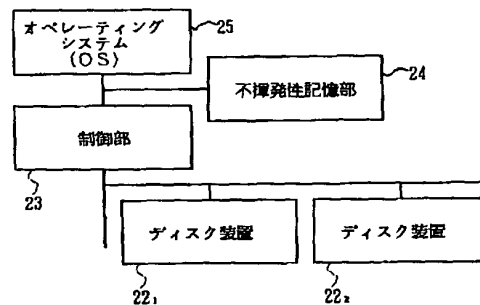 オペレーティング
システム
(OS)
25
不揮発性記憶部
24
制御部
23
ディスク装置
22₁
ディスク装置
22₂